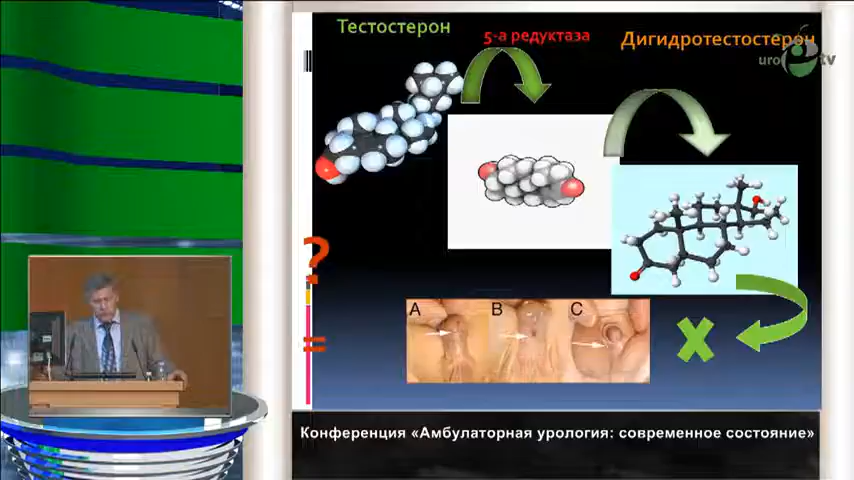 Тестостерон
5-а редуктаза
Дигидротестостерон
uro tv
?
=
A
B
C
X
Конференция «Амбулаторная урология: современное состояние»